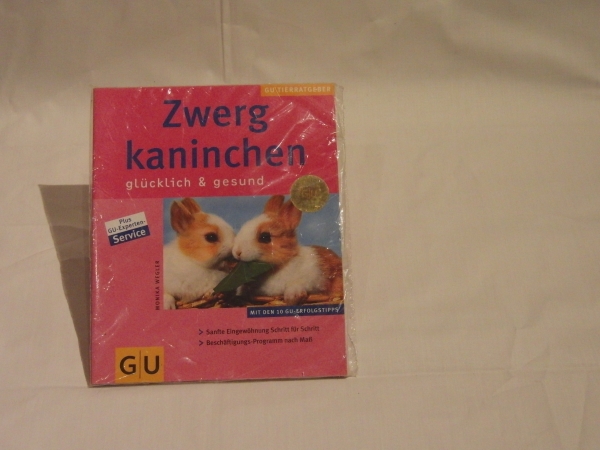 GU TIERRATGEBER
Zwerg
kaninchen
glücklich & gesund
Plus
GU-Experten-
Service
MONIKA WEGLER
MIT DEN 10 GU-ERFOLGSTIPPS
> Sanfte Eingewöhnung Schritt für Schritt
> Beschäftigungs-Programm nach Maß
GU